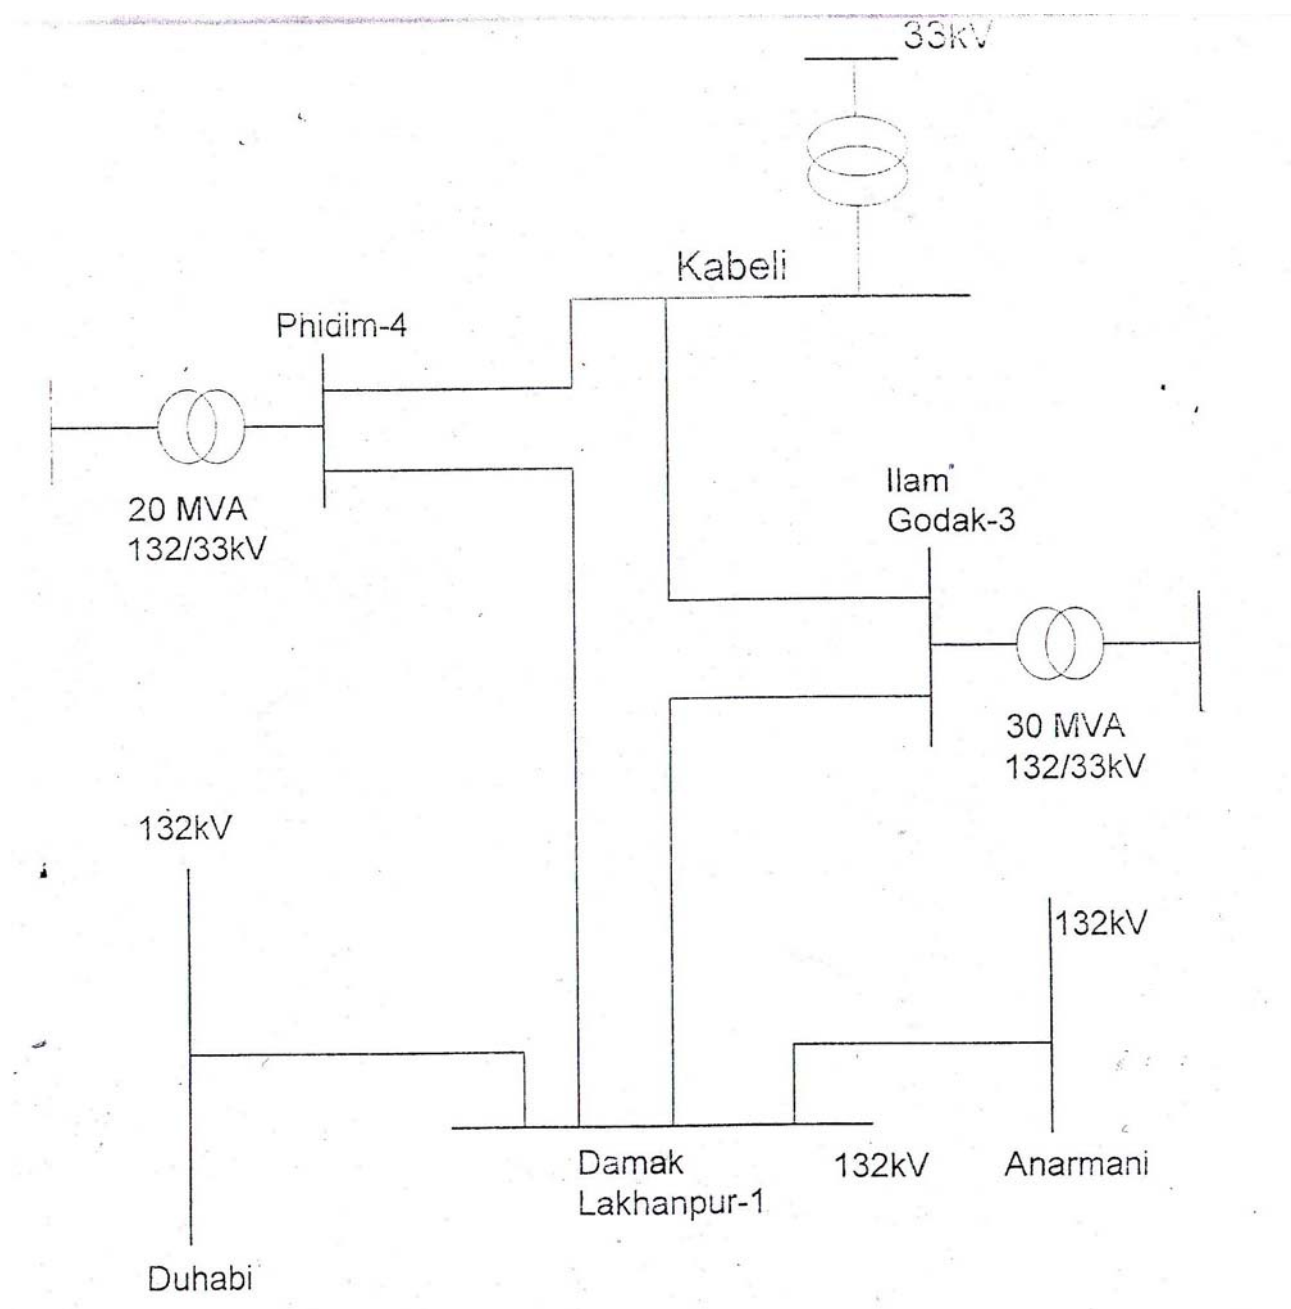 33kV
Kabeli
Phidim-4
Ilam
Godak-3
20 MVA
132/33kV
30 MVA
132/33kV
132kV
132kV
Damak
Lakhanpur-1
132kV
Anarmani
Duhabi